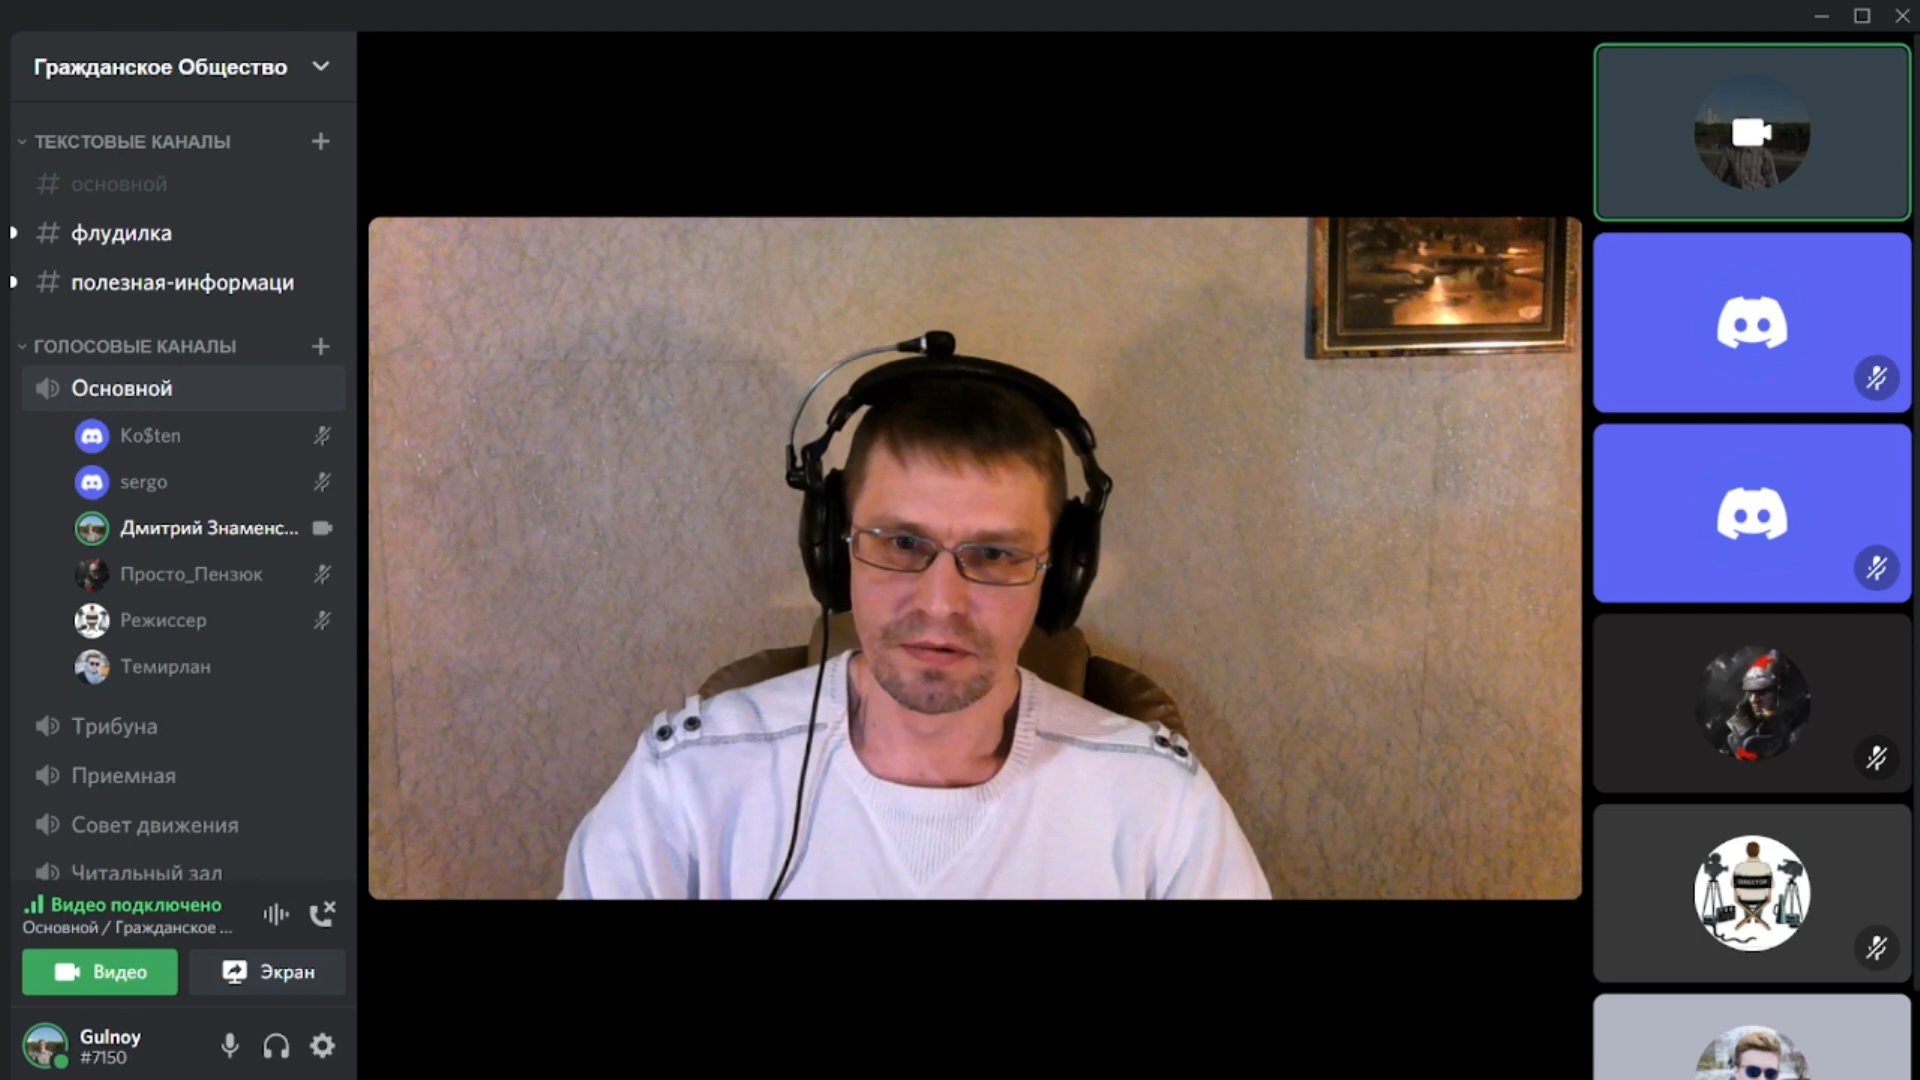 Гражданское Общество
ТЕКСТОВЫЕ КАНАЛЫ
основной
флудилка
полезная-информаци
ГОЛОСОВЫЕ КАНАЛЫ
Основной
Ko$ten
sergo
Дмитрий Знаменс...
Просто_Пензюк
Режиссер
Темирлан
Трибуна
Приемная
Совет движения
Читальный зал
Видео подключено
Основной / Гражданское ...
Видео
Экран
Gulnoy
#7150
DIRECTOR